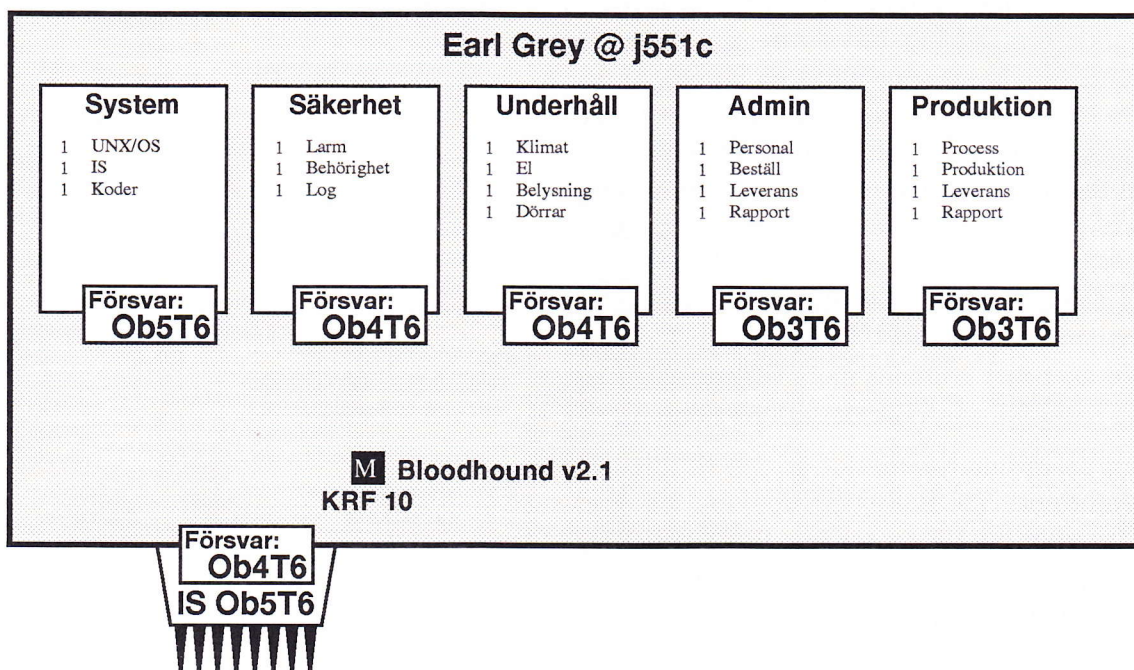 Earl Grey @ j551c
System
1 UNX/OS
1 IS
1 Koder
Försvar:
Ob5T6
Säkerhet
1 Larm
1 Behörighet
1 Log
Försvar:
Ob4T6
Underhåll
1 Klimat
1 El
1 Belysning
1 Dörrar
Försvar:
Ob4T6
Admin
1 Personal
1 Beställ
1 Leverans
1 Rapport
Försvar:
Ob3T6
Produktion
1 Process
1 Produktion
1 Leverans
1 Rapport
Försvar:
Ob3T6
M Bloodhound v2.1
KRF 10
Försvar:
Ob4T6
IS Ob5T6